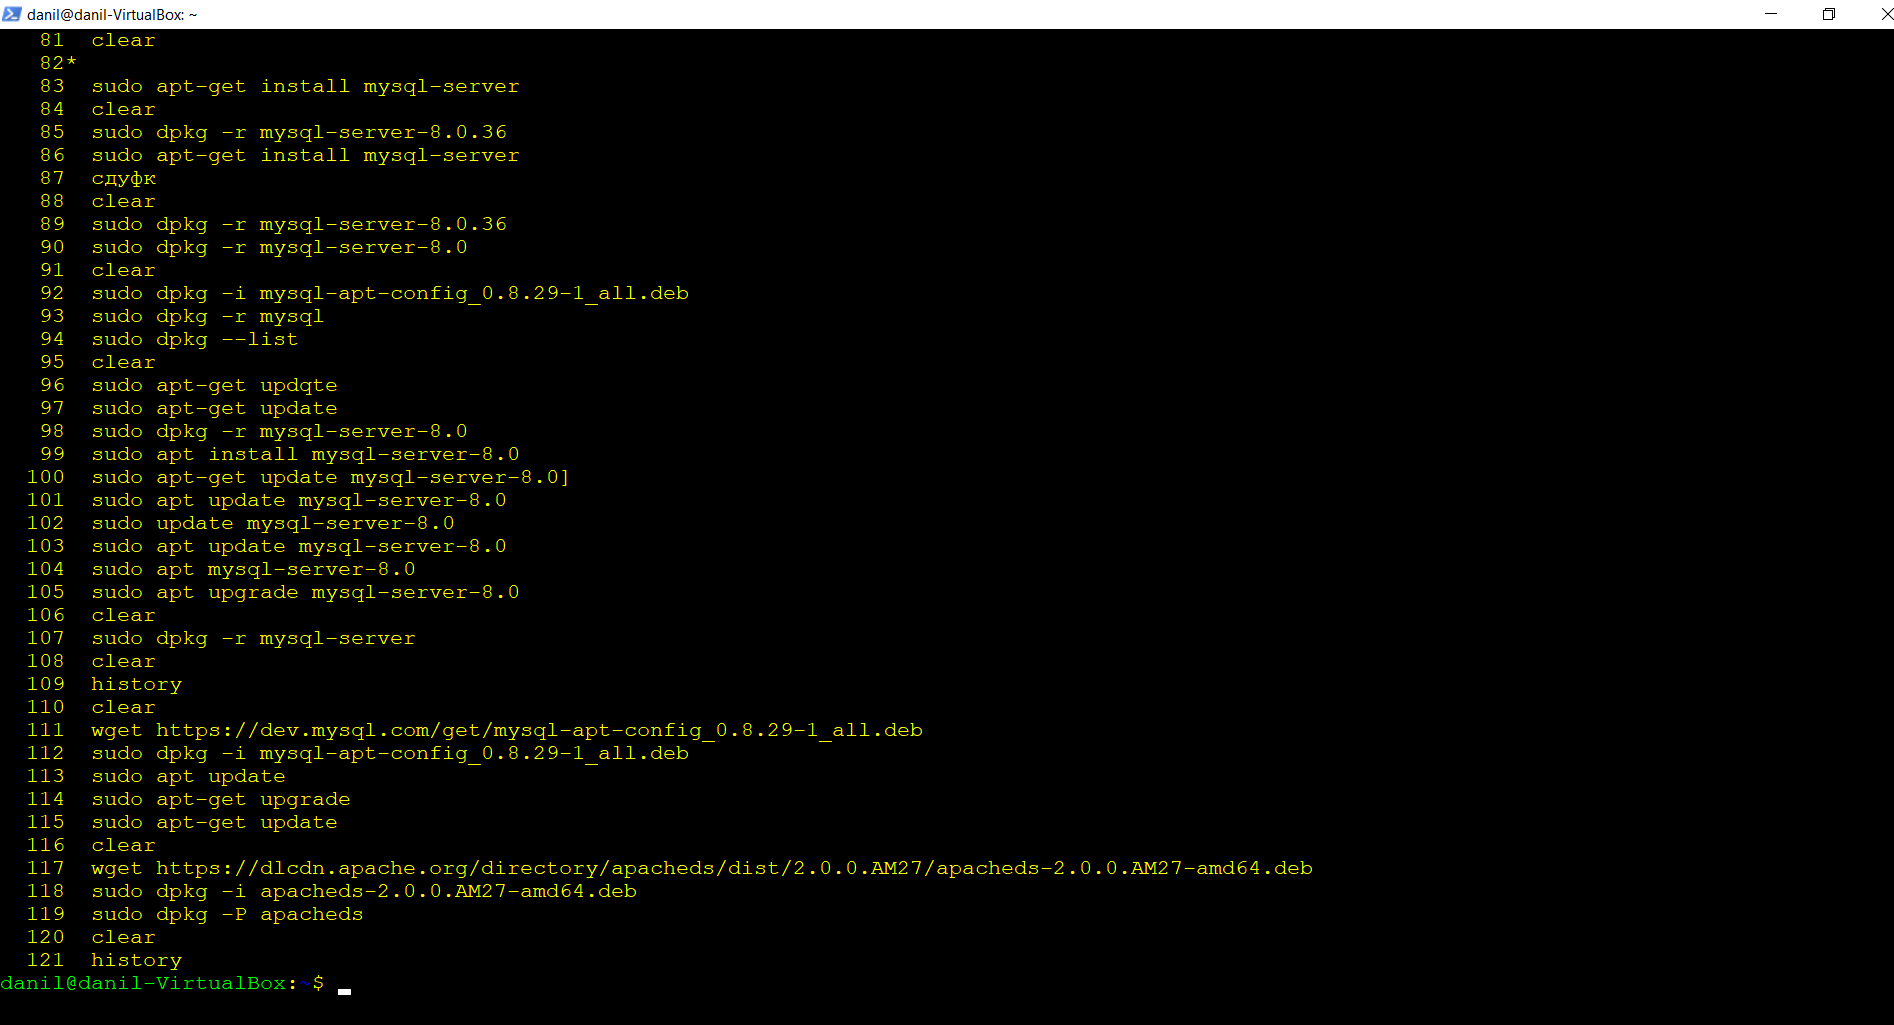 danil@danil-VirtualBox: ~
81 clear
82*
83 sudo apt-get install mysql-server
84 clear
85 sudo dpkg -r mysql-server-8.0.36
86 sudo apt-get install mysql-server
87 сдуфк
88 clear
89 sudo dpkg -r mysql-server-8.0.36
90 sudo dpkg -r mysql-server-8.0
91 clear
92 sudo dpkg -i mysql-apt-config_0.8.29-1_all.deb
93 sudo dpkg -r mysql
94 sudo dpkg --list
95 clear
96 sudo apt-get updqte
97 sudo apt-get update
98 sudo dpkg -r mysql-server-8.0
99 sudo apt install mysql-server-8.0
100 sudo apt-get update mysql-server-8.0]
101 sudo apt update mysql-server-8.0
102 sudo update mysql-server-8.0
103 sudo apt update mysql-server-8.0
104 sudo apt mysql-server-8.0
105 sudo apt upgrade mysql-server-8.0
106 clear
107 sudo dpkg -r mysql-server
108 clear
109 history
110 clear
111 wget https://dev.mysql.com/get/mysql-apt-config_0.8.29-1_all.deb
112 sudo dpkg -i mysql-apt-config_0.8.29-1_all.deb
113 sudo apt update
114 sudo apt-get upgrade
115 sudo apt-get update
116 clear
117 wget https://dlcdn.apache.org/directory/apacheds/dist/2.0.0.AM27/apacheds-2.0.0.AM27-amd64.deb
118 sudo dpkg -i apacheds-2.0.0.AM27-amd64.deb
119 sudo dpkg -P apacheds
120 clear
121 history
danil@danil-VirtualBox:~$